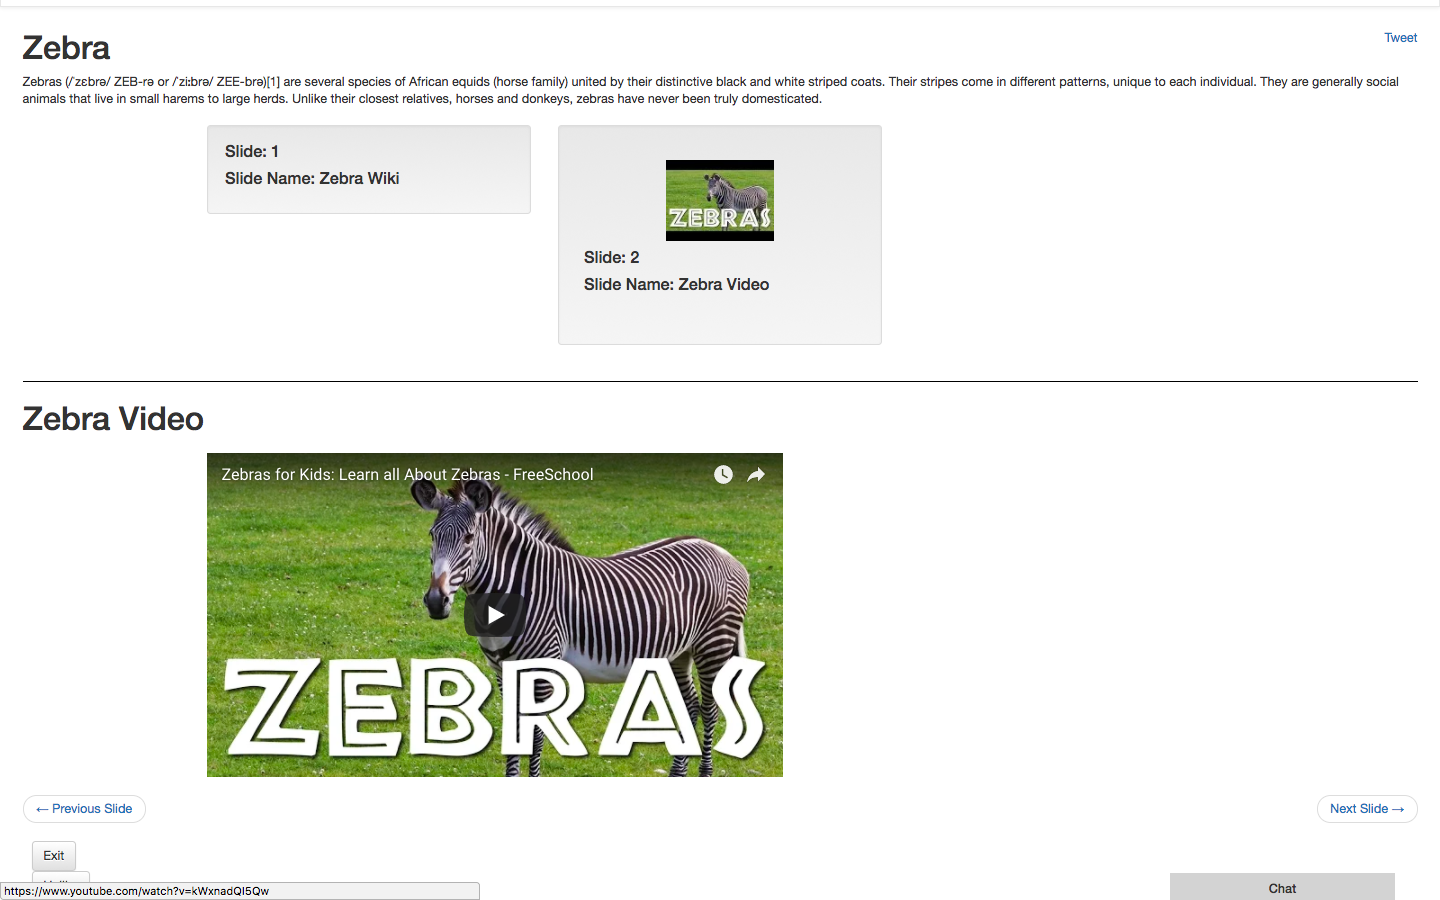 Zebra
Tweet
Zebras (/ˈzɛbrə/ ZEB-rə or /ˈziːbrə/ ZEE-brə)[1] are several species of African equids (horse family) united by their distinctive black and white striped coats. Their stripes come in different patterns, unique to each individual. They are generally social
animals that live in small harems to large herds. Unlike their closest relatives, horses and donkeys, zebras have never been truly domesticated.
Slide: 1
Slide Name: Zebra Wiki
ZEBRAS
Slide: 2
Slide Name: Zebra Video
Zebra Video
Zebras for Kids: Learn all About Zebras - FreeSchool
ZEBRAS
← Previous Slide
Next Slide →
Exit
https://www.youtube.com/watch?v=kWxnadQI5Qw
Chat